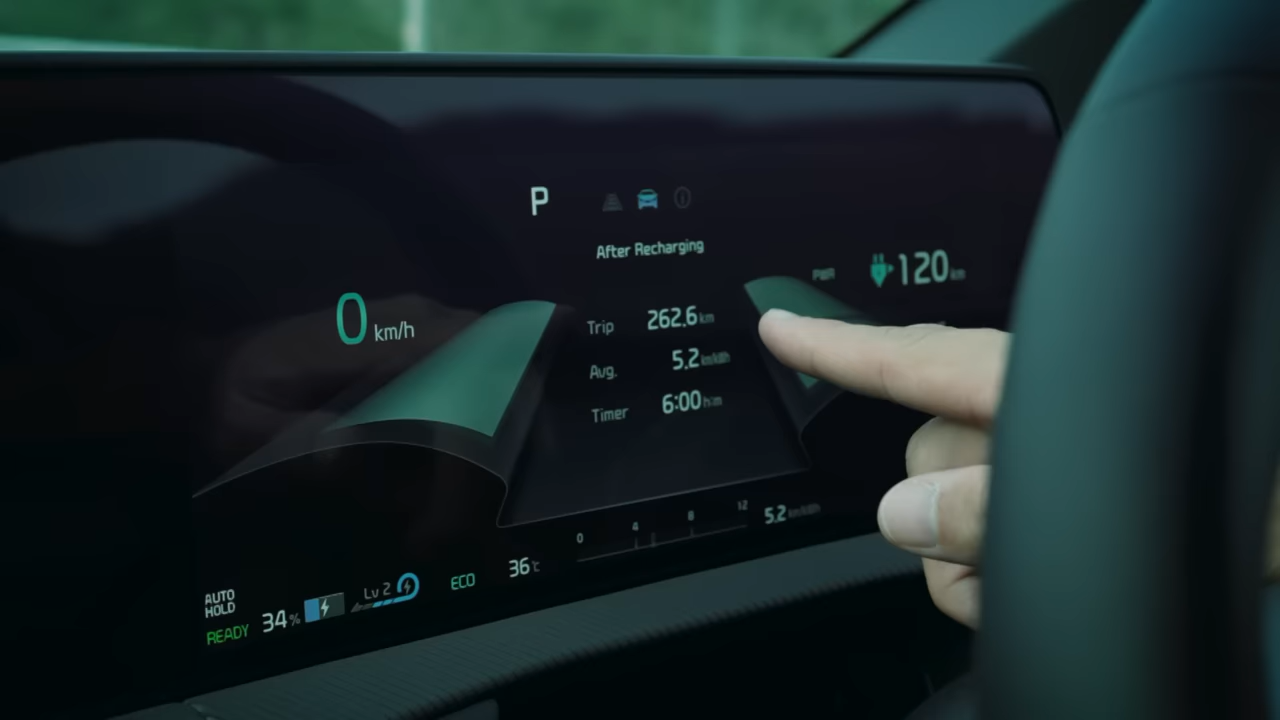 P
After Recharging
0 km/h
PWR
120 km
Trip 262.6 km
Avg. 5.2 km/kWh
Timer 6:00 h:m
0 4 8 12
5.2 km/kWh
AUTO HOLD
READY
34%
Lv 2
ECO
36℃